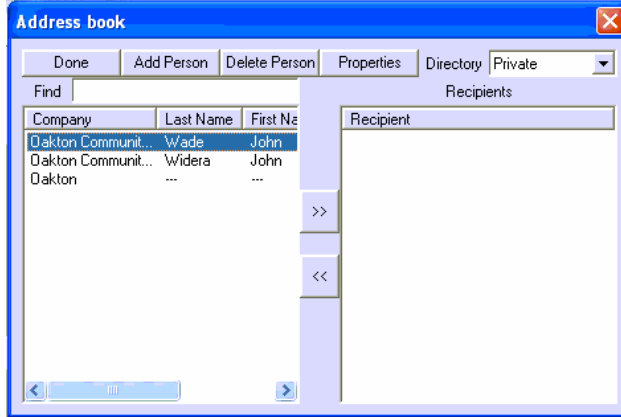 Address book
Done Add Person Delete Person Properties Directory Private
Find Recipients
Company Last Name First Na Recipient
Oakton Communit... Wade John
Oakton Communit... Widera John
Oakton --- ---
>>
<<